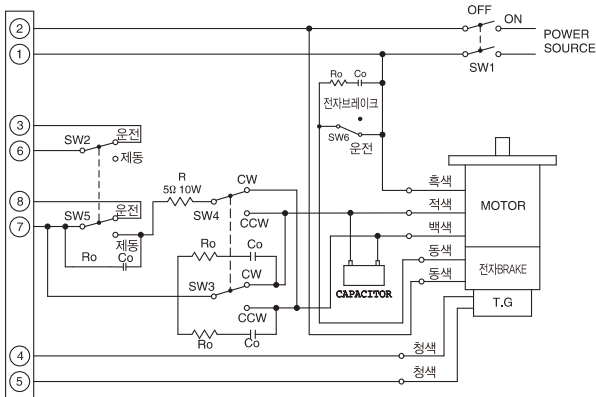 OFF
ON
2
POWER
SOURCE
1
SW1
Ro Co
전자브레이크
SW6
운전
3
SW2 운전
6
제동
R
5Ω 10W
CW
8
SW4
CCW
흑색
적색
MOTOR
7
SW5 운전
제동
Ro Co
백색
Ro Co
CW
동색
전자BRAKE
SW3
CAPACITOR
동색
CCW
T.G
Ro Co
4
청색
5
청색